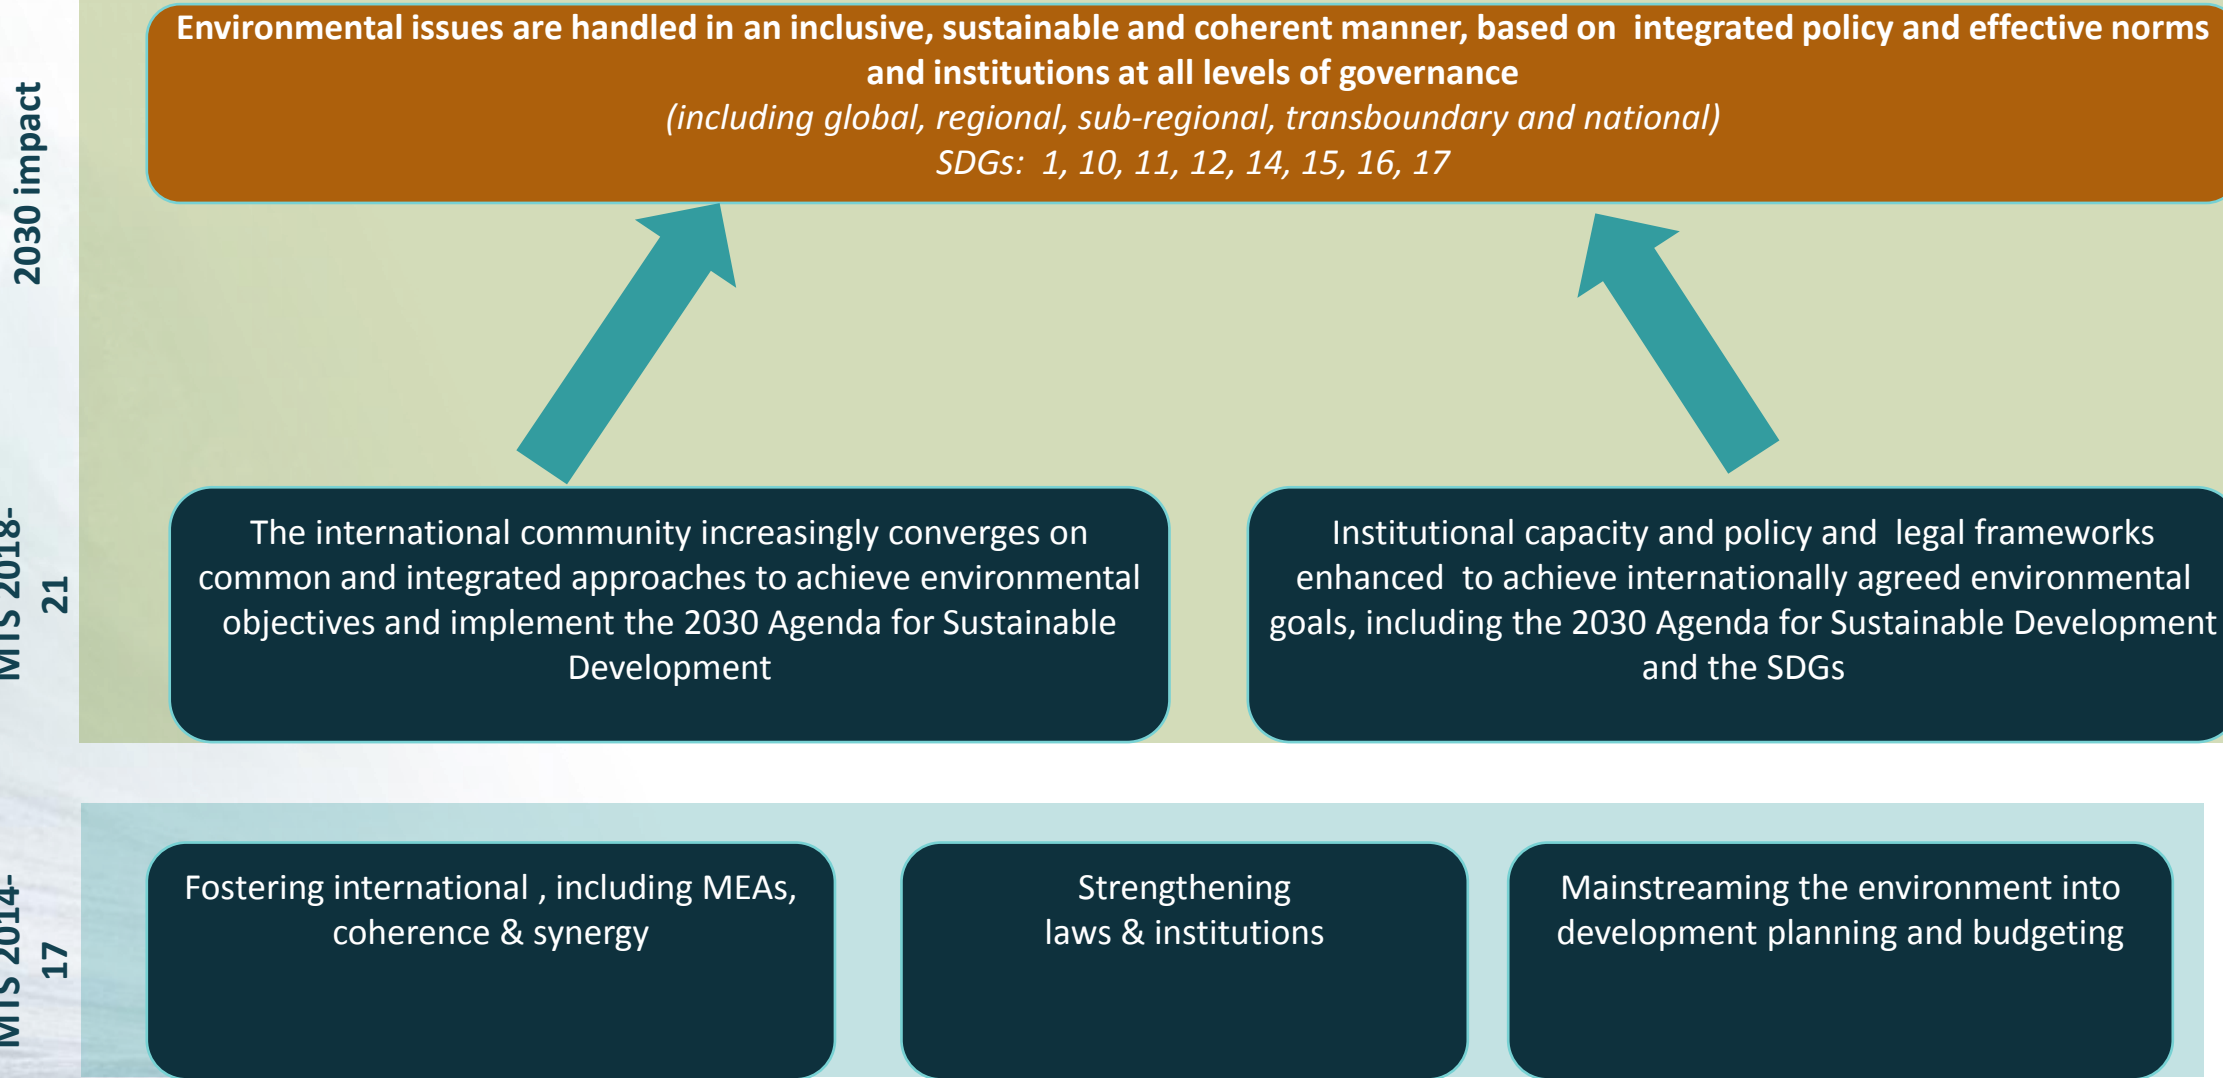 2030 impact
Environmental issues are handled in an inclusive, sustainable and coherent manner, based on  integrated policy and effective norms
and institutions at all levels of governance
(including global, regional, sub-regional, transboundary and national)
SDGs:  1, 10, 11, 12, 14, 15, 16, 17
MTS 2018-
21
The international community increasingly converges on
common and integrated approaches to achieve environmental
objectives and implement the 2030 Agenda for Sustainable
Development
Institutional capacity and policy and  legal frameworks
enhanced  to achieve internationally agreed environmental
goals, including the 2030 Agenda for Sustainable Development
and the SDGs
MTS 2014-
17
Fostering international , including MEAs,
coherence & synergy
Strengthening
laws & institutions
Mainstreaming the environment into
development planning and budgeting